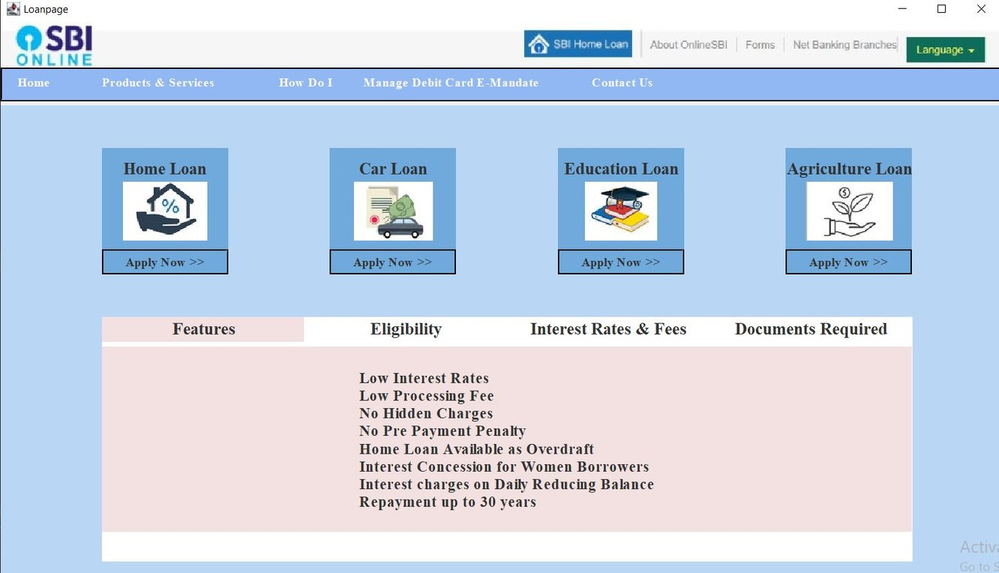 Loanpage
SBI
ONLINE
SBI Home Loan
About OnlineSBI
Forms
Net Banking Branches
Language
Home
Products & Services
How Do I
Manage Debit Card E-Mandate
Contact Us
Home Loan
Car Loan
Education Loan
Agriculture Loan
%
$
Apply Now >>
Apply Now >>
Apply Now >>
Apply Now >>
Features
Eligibility
Interest Rates & Fees
Documents Required
Low Interest Rates
Low Processing Fee
No Hidden Charges
No Pre Payment Penalty
Home Loan Available as Overdraft
Interest Concession for Women Borrowers
Interest charges on Daily Reducing Balance
Repayment up to 30 years
Activa
Go to S